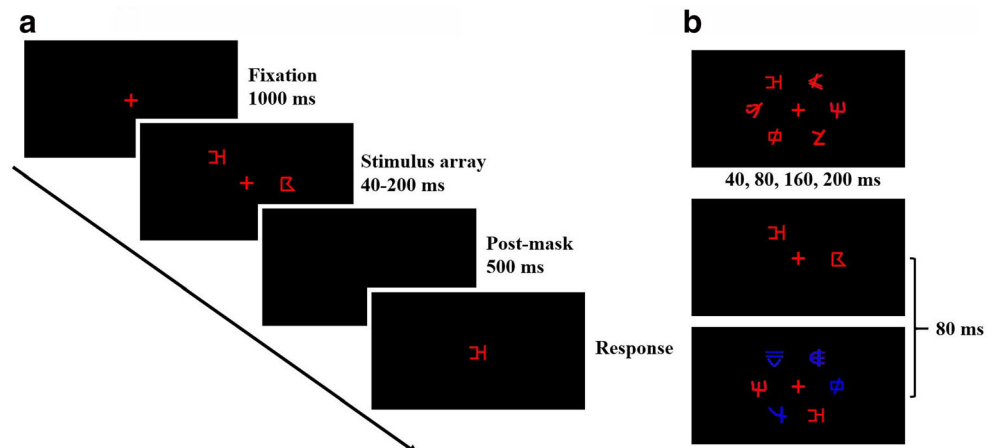 a
Fixation
1000 ms
Stimulus array
40-200 ms
Post-mask
500 ms
Response
b
40, 80, 160, 200 ms
80 ms